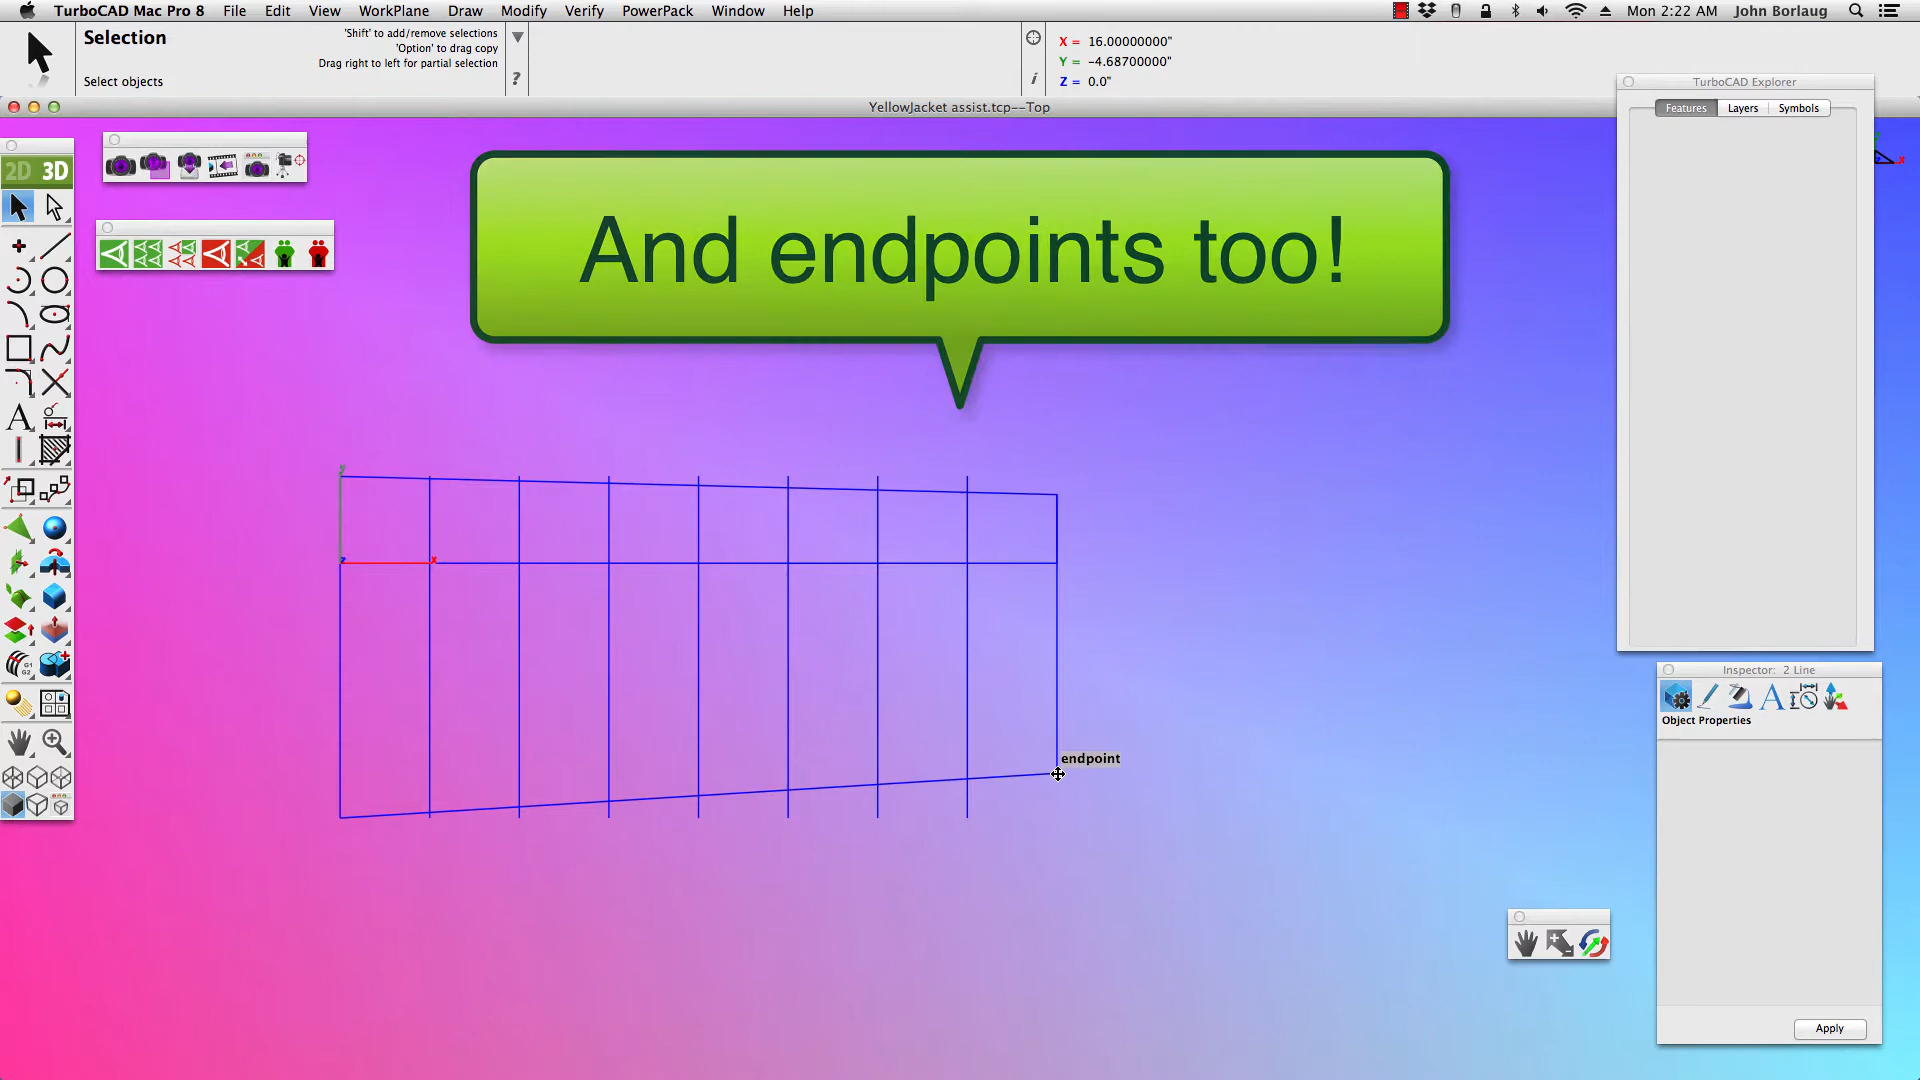 TurboCAD Mac Pro 8 File Edit View WorkPlane Draw Modify Verify PowerPack Window Help Mon 2:22 AM John Borlaug
Selection
'Shift' to add/remove selections
'Option' to drag copy
Drag right to left for partial selection
Select objects
?
i
X = 16.00000000"
Y = -4.68700000"
Z = 0.0"
YellowJacket assist.tcp--Top
TurboCAD Explorer
Features Layers Symbols
2D 3D
And endpoints too!
y
z
x
x
endpoint
A
G1
G2
Inspector: 2 Line
A
Object Properties
Apply